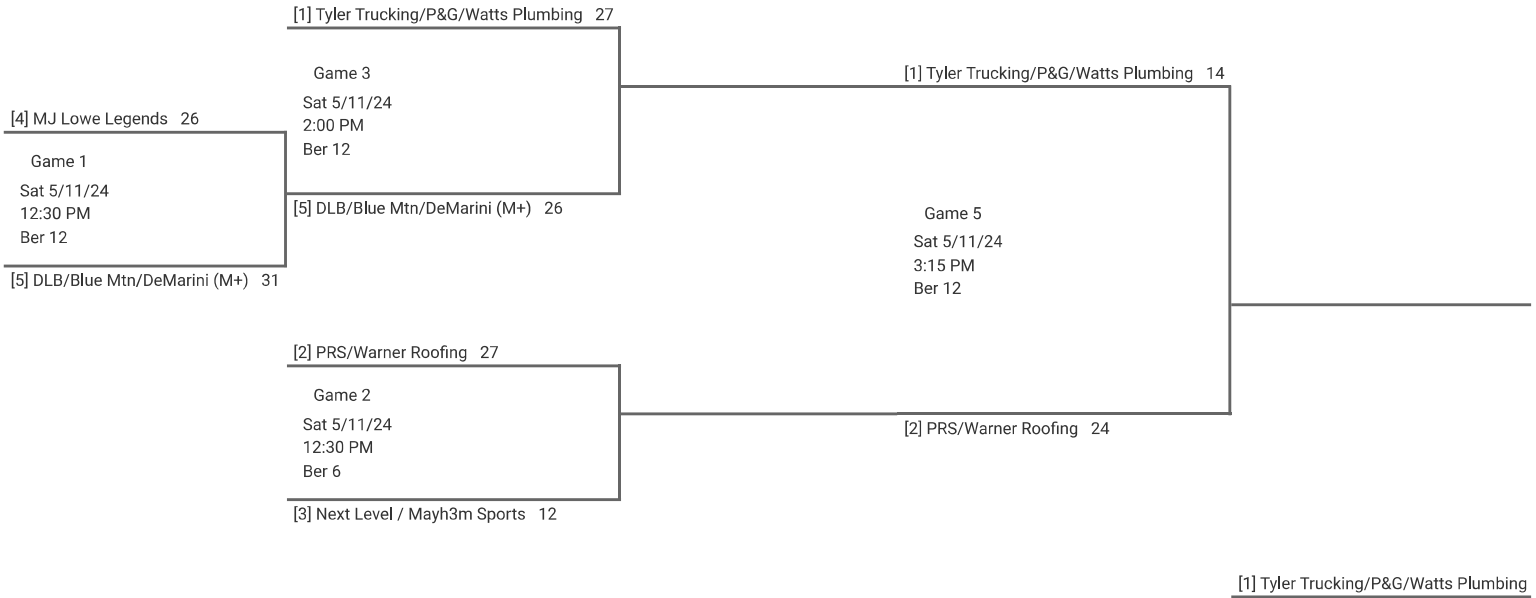 [1] Tyler Trucking/P&G/Watts Plumbing 27
Game 3
Sat 5/11/24
2:00 PM
Ber 12
[5] DLB/Blue Mtn/DeMarini (M+) 26
[4] MJ Lowe Legends 26
Game 1
Sat 5/11/24
12:30 PM
Ber 12
[5] DLB/Blue Mtn/DeMarini (M+) 31
[1] Tyler Trucking/P&G/Watts Plumbing 14
Game 5
Sat 5/11/24
3:15 PM
Ber 12
[2] PRS/Warner Roofing 24
[2] PRS/Warner Roofing 27
Game 2
Sat 5/11/24
12:30 PM
Ber 6
[3] Next Level / Mayh3m Sports 12
[1] Tyler Trucking/P&G/Watts Plumbing